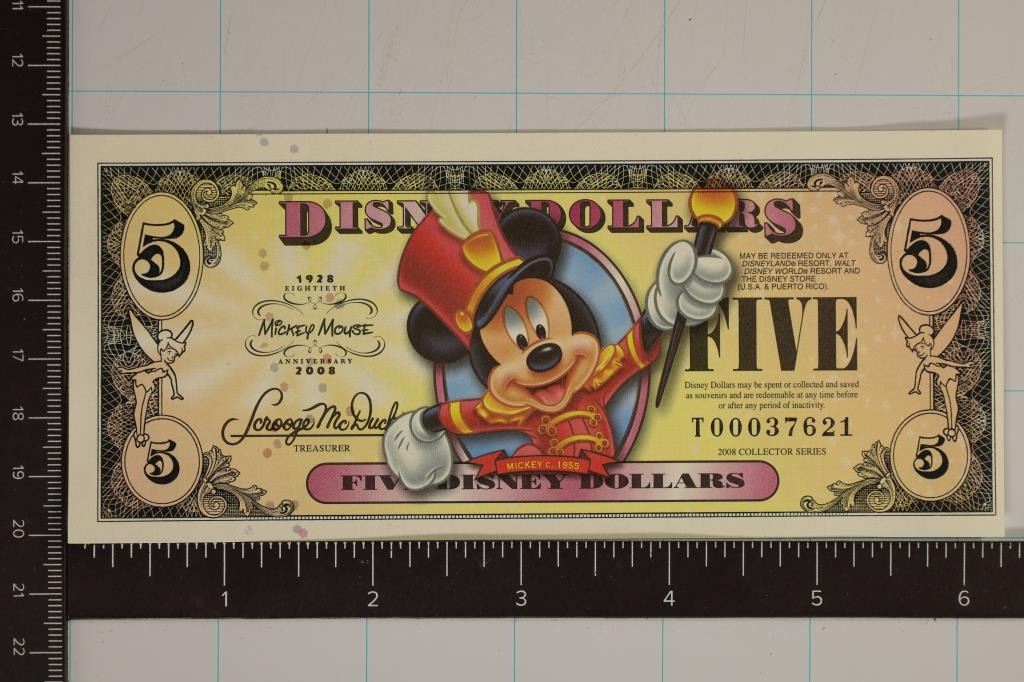 11
12
13
14
15
16
17
18
19
20
21
22
DISNEY DOLLARS
5
5
1928
EIGHTIETH
MICKEY MOUSE
ANNIVERSARY
2008
Scrooge McDuck
TREASURER
MAY BE REDEEMED ONLY AT
DISNEYLAND® RESORT, WALT
DISNEY WORLD® RESORT AND
THE DISNEY STORE
(U.S.A. & PUERTO RICO).
FIVE
Disney Dollars may be spent or collected and saved
as souvenirs and are redeemable at any time before
or after any period of inactivity.
T00037621
2008 COLLECTOR SERIES
5
5
MICKEY c. 1955
FIVE DISNEY DOLLARS
1 2 3 4 5 6